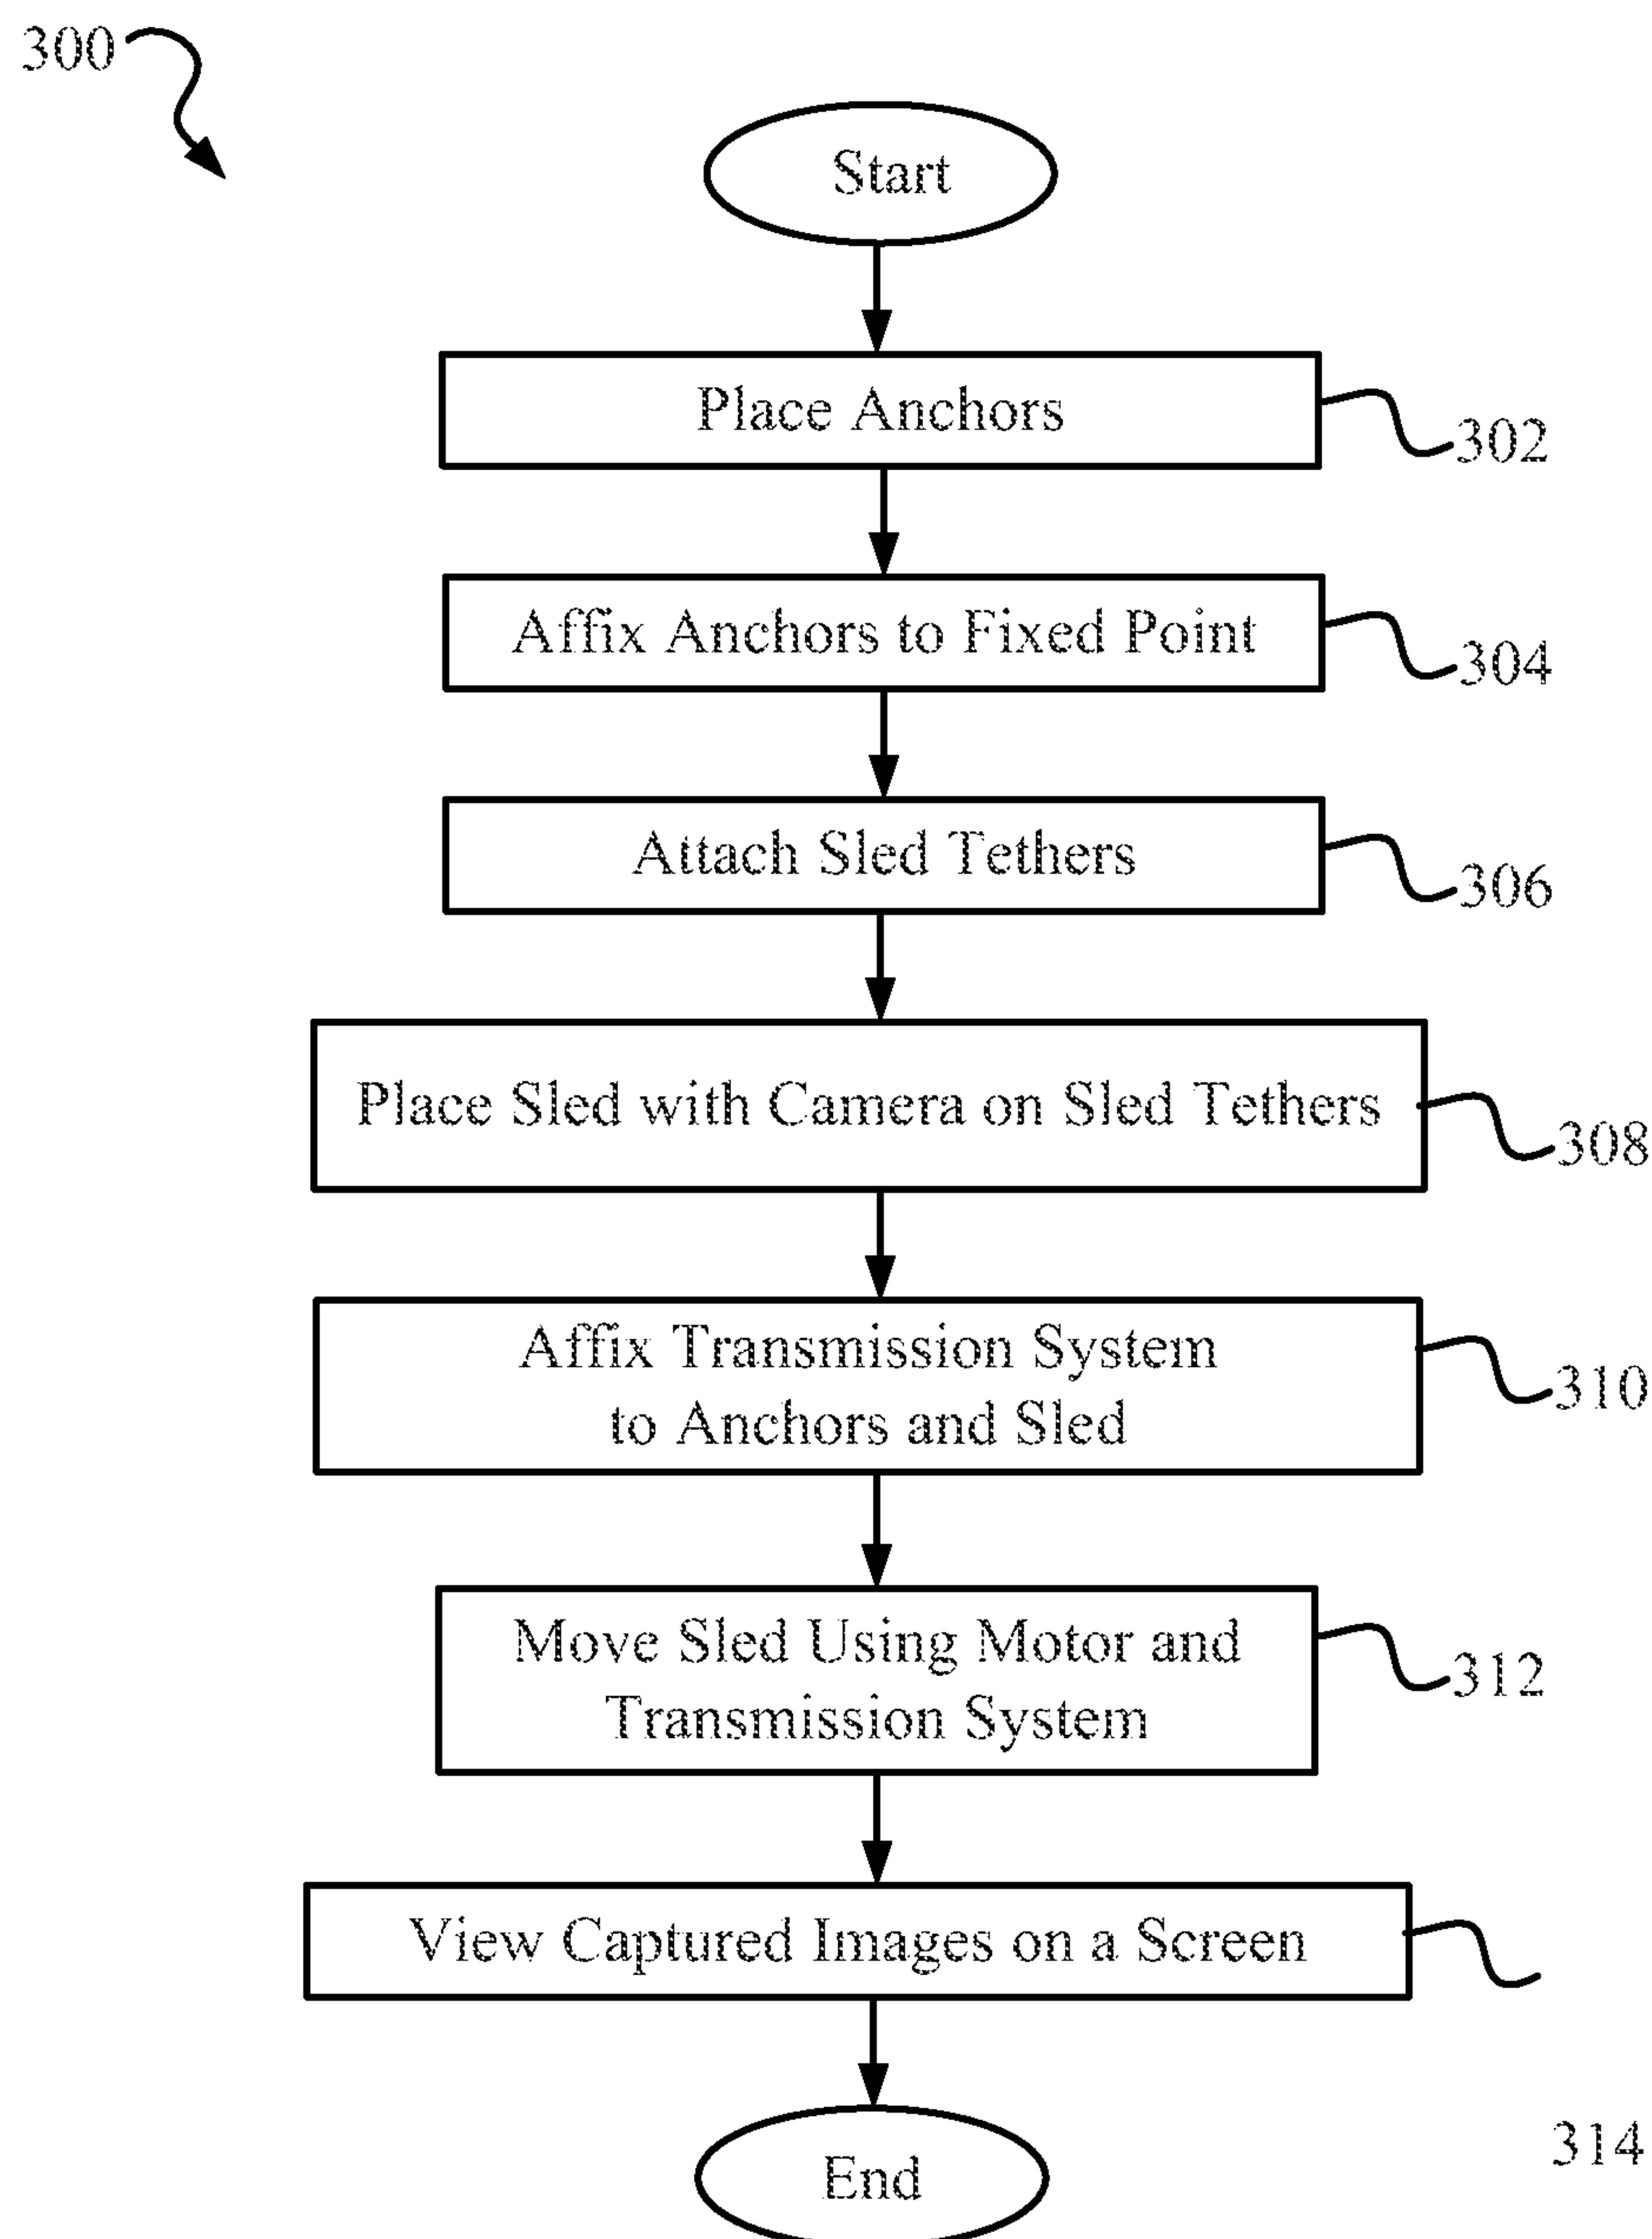 300
Start
Place Anchors
302
Affix Anchors to Fixed Point
304
Attach Sled Tethers
306
Place Sled with Camera on Sled Tethers
308
Affix Transmission System
to Anchors and Sled
310
Move Sled Using Motor and
Transmission System
312
View Captured Images on a Screen
314
End